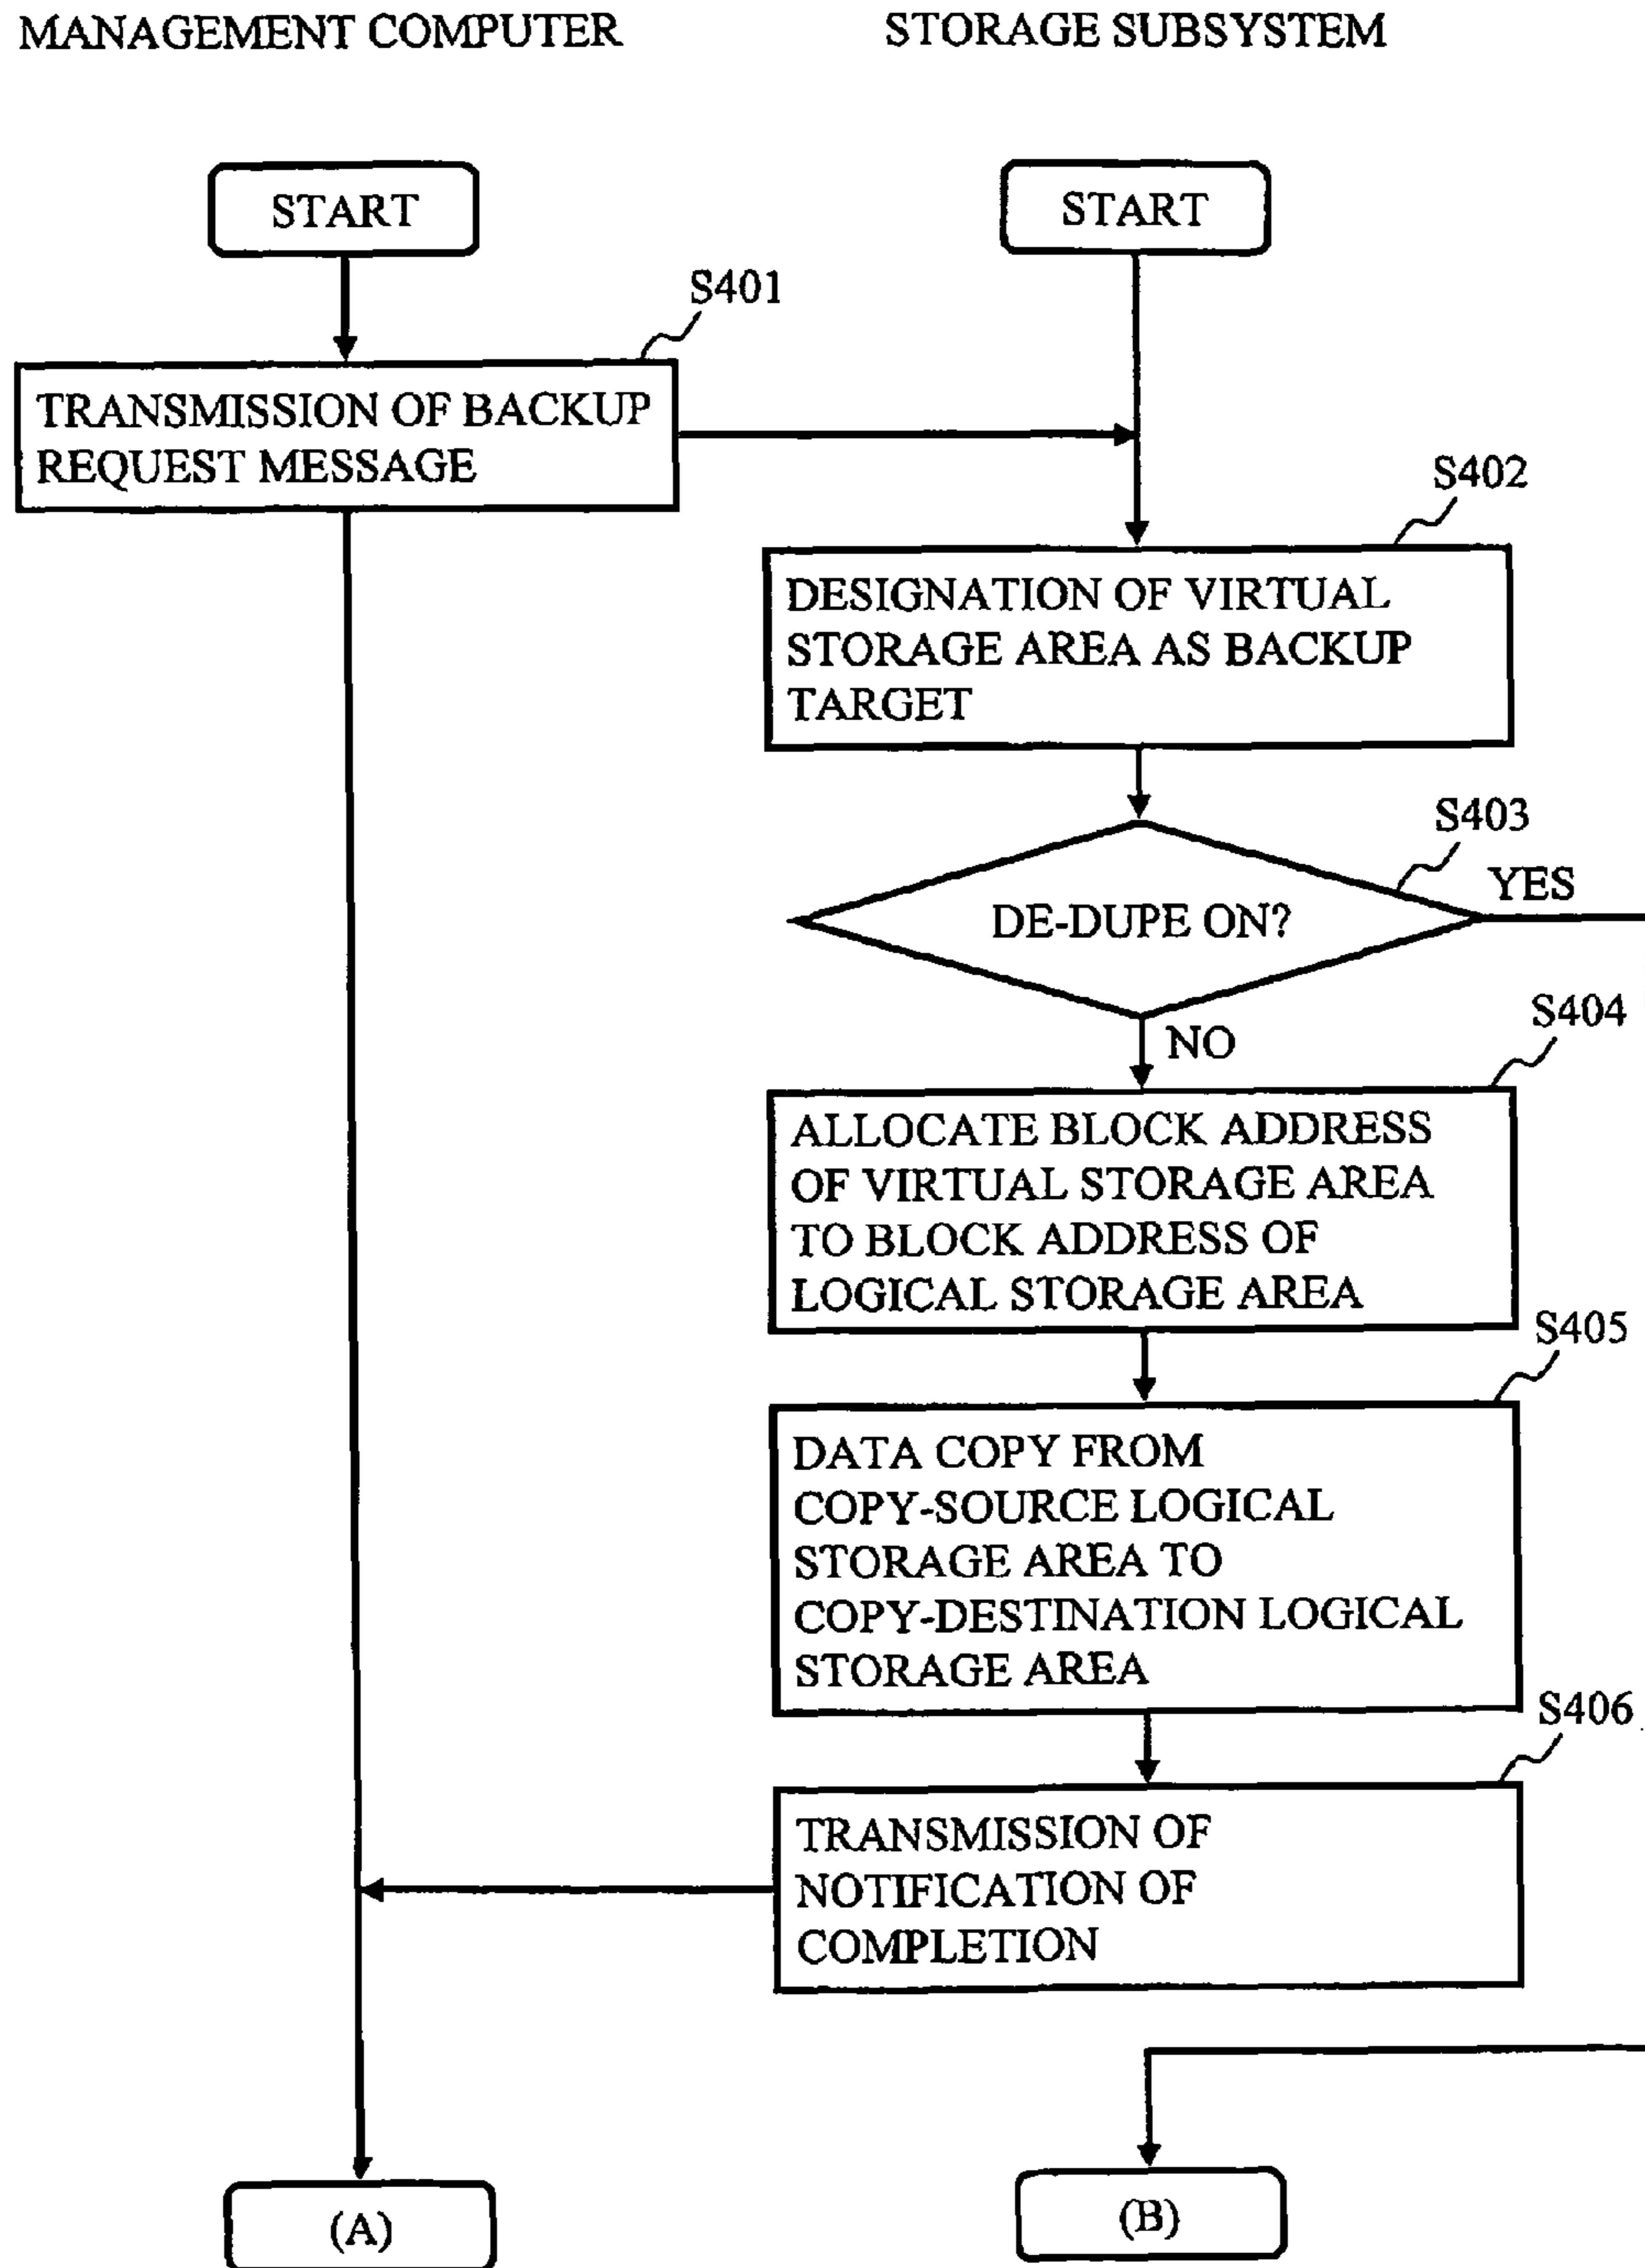 MANAGEMENT COMPUTER
STORAGE SUBSYSTEM
START
START
S401
TRANSMISSION OF BACKUP
REQUEST MESSAGE
S402
DESIGNATION OF VIRTUAL
STORAGE AREA AS BACKUP
TARGET
S403
YES
DE-DUPE ON?
NO
S404
ALLOCATE BLOCK ADDRESS
OF VIRTUAL STORAGE AREA
TO BLOCK ADDRESS OF
LOGICAL STORAGE AREA
S405
DATA COPY FROM
COPY-SOURCE LOGICAL
STORAGE AREA TO
COPY-DESTINATION LOGICAL
STORAGE AREA
S406
TRANSMISSION OF
NOTIFICATION OF
COMPLETION
(A)
(B)